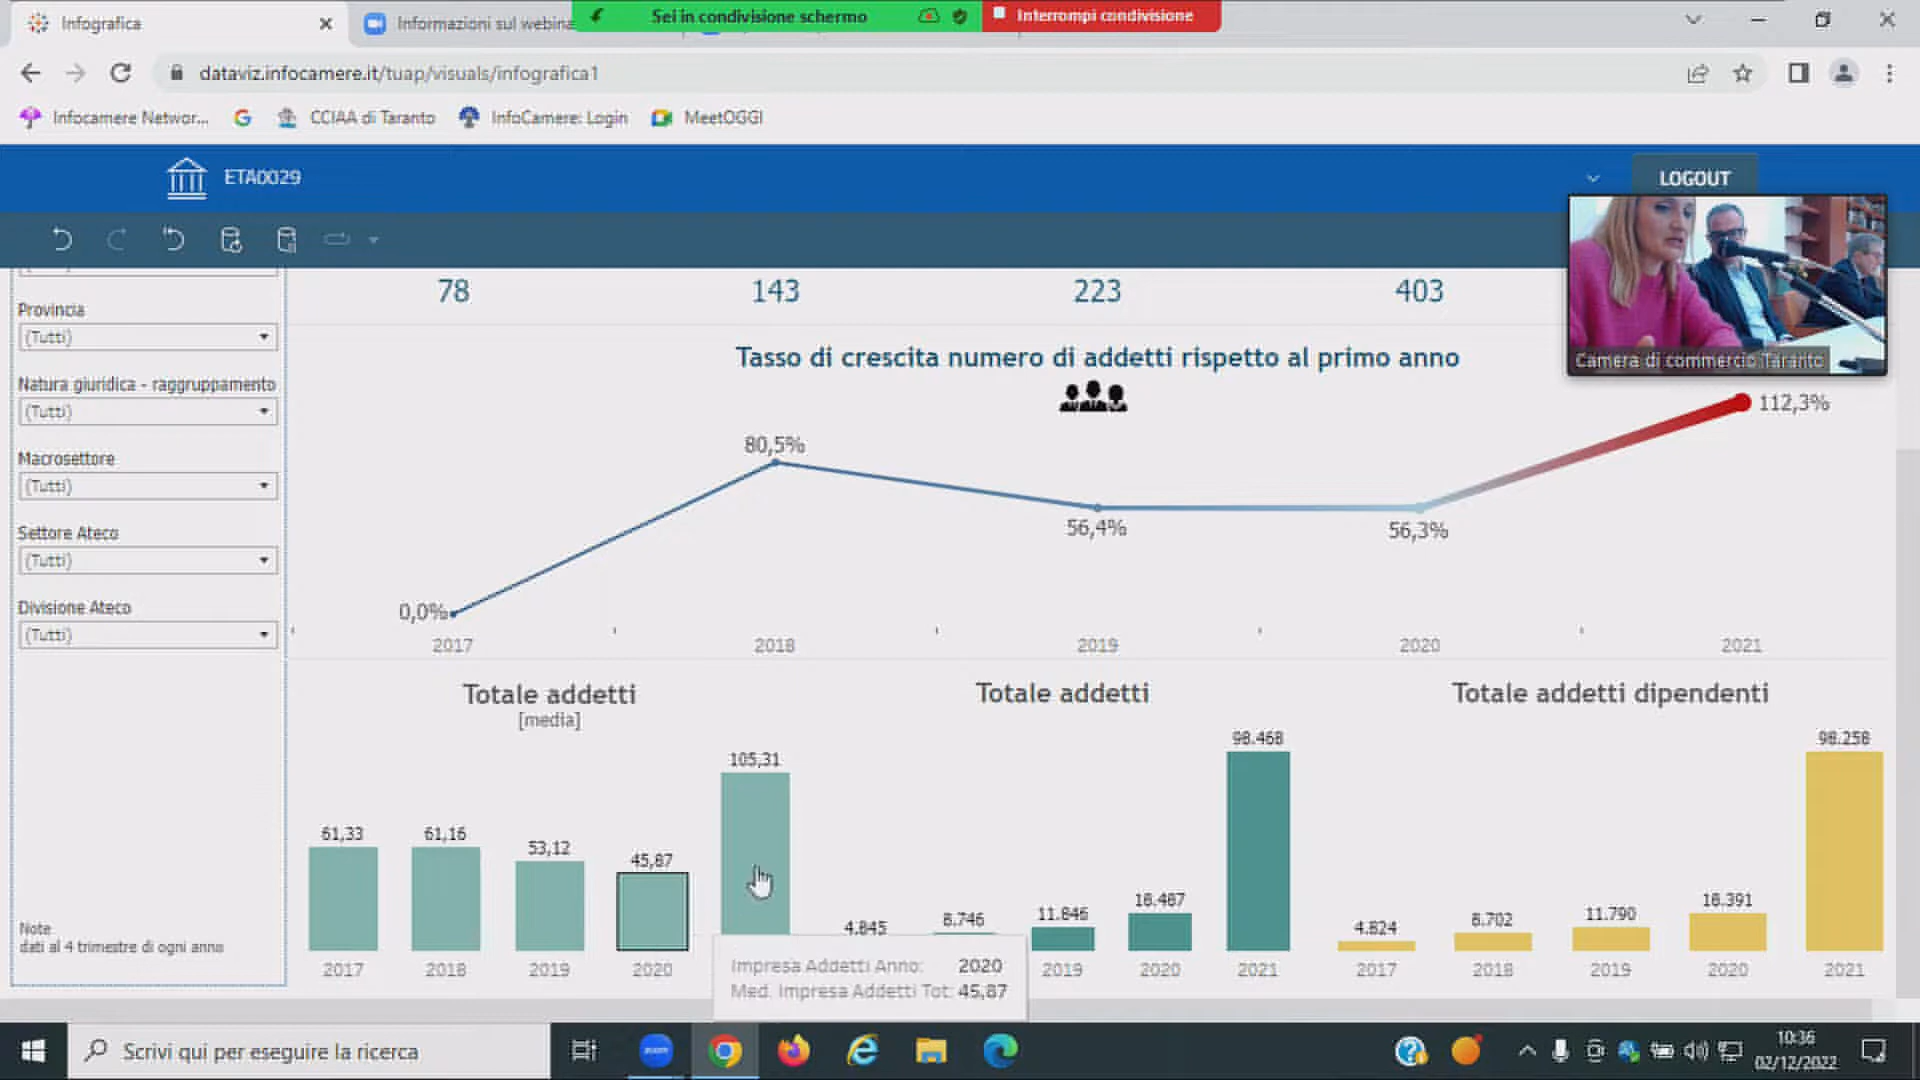 Infografica
Informazioni sul webina
Sei in condivisione schermo
Interrompi condivisione
dataviz.infocamere.it/tuap/visuals/infografica1
Infocamere Networ...
CCIAA di Taranto
InfoCamere: Login
MeetOGGI
ETA0029
LOGOUT
Camera di commercio Taranto
78
143
223
403
Provincia
(Tutti)
Natura giuridica - raggruppamento
(Tutti)
Macrosettore
(Tutti)
Settore Ateco
(Tutti)
Divisione Ateco
(Tutti)
Note
dati al 4 trimestre di ogni anno
Tasso di crescita numero di addetti rispetto al primo anno
0,0%
80,5%
56,4%
56,3%
112,3%
2017
2018
2019
2020
2021
Totale addetti
[media]
61,33
61,16
53,12
45,87
105,31
2017
2018
2019
2020
Impresa Addetti Anno: 2020
Med. Impresa Addetti Tot: 45,87
Totale addetti
4.845
8.746
11.846
18.487
98.468
2019
2020
2021
Totale addetti dipendenti
4.824
8.702
11.790
18.391
98.258
2017
2018
2019
2020
2021
Scrivi qui per eseguire la ricerca
zoom
10:36
02/12/2022